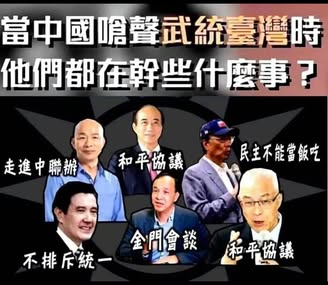 當中國嗆聲武統臺灣時
他們都在幹些什麼事？
走進中聯辦
和平協議
民主不能當飯吃
不排斥統一
金門會談
和平協議